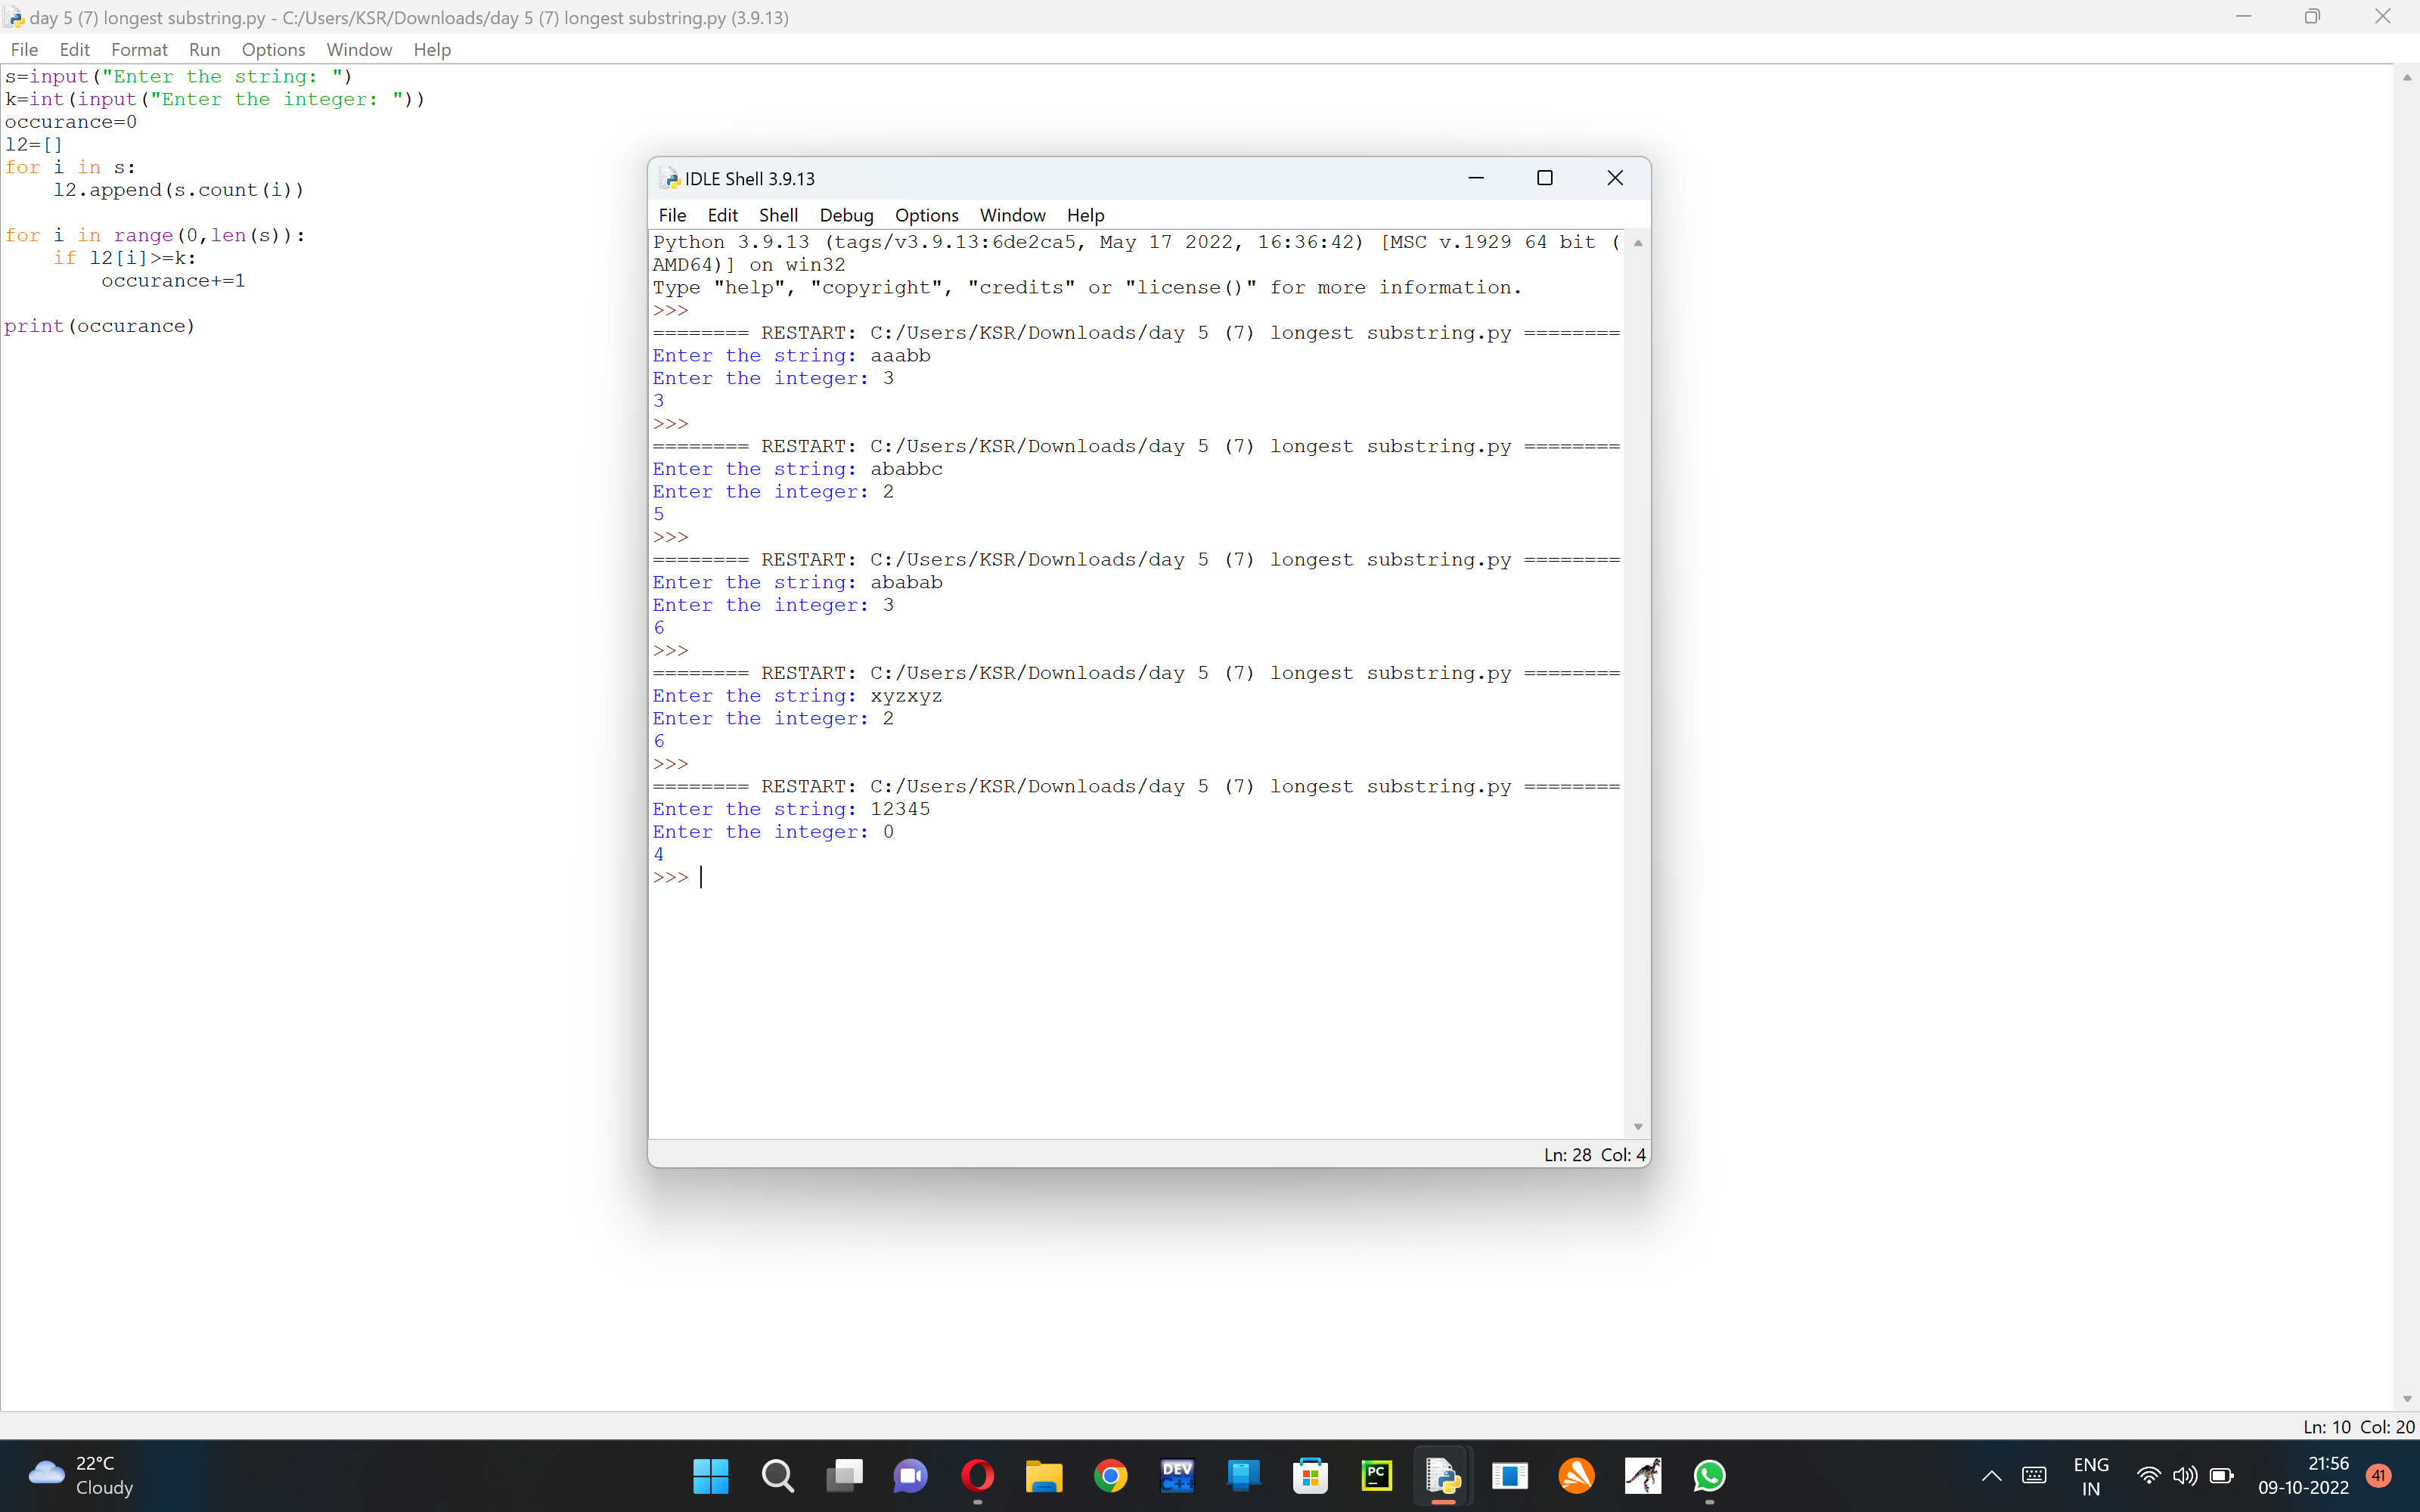 day 5 (7) longest substring.py - C:/Users/KSR/Downloads/day 5 (7) longest substring.py (3.9.13)
File Edit Format Run Options Window Help
s=input("Enter the string: ")
k=int(input("Enter the integer: "))
occurance=0
l2=[]
for i in s:
    l2.append(s.count(i))
for i in range(0,len(s)):
    if l2[i]>=k:
        occurance+=1
print(occurance)
IDLE Shell 3.9.13
File Edit Shell Debug Options Window Help
Python 3.9.13 (tags/v3.9.13:6de2ca5, May 17 2022, 16:36:42) [MSC v.1929 64 bit (
AMD64)] on win32
Type "help", "copyright", "credits" or "license()" for more information.
>>>
======== RESTART: C:/Users/KSR/Downloads/day 5 (7) longest substring.py ========
Enter the string: aaabb
Enter the integer: 3
3
>>>
======== RESTART: C:/Users/KSR/Downloads/day 5 (7) longest substring.py ========
Enter the string: ababbc
Enter the integer: 2
5
>>>
======== RESTART: C:/Users/KSR/Downloads/day 5 (7) longest substring.py ========
Enter the string: ababab
Enter the integer: 3
6
>>>
======== RESTART: C:/Users/KSR/Downloads/day 5 (7) longest substring.py ========
Enter the string: xyzxyz
Enter the integer: 2
6
>>>
======== RESTART: C:/Users/KSR/Downloads/day 5 (7) longest substring.py ========
Enter the string: 12345
Enter the integer: 0
4
>>>
Ln: 28 Col: 4
Ln: 10 Col: 20
22°C
Cloudy
DEV
C++
PC
ENG
IN
21:56
09-10-2022
41